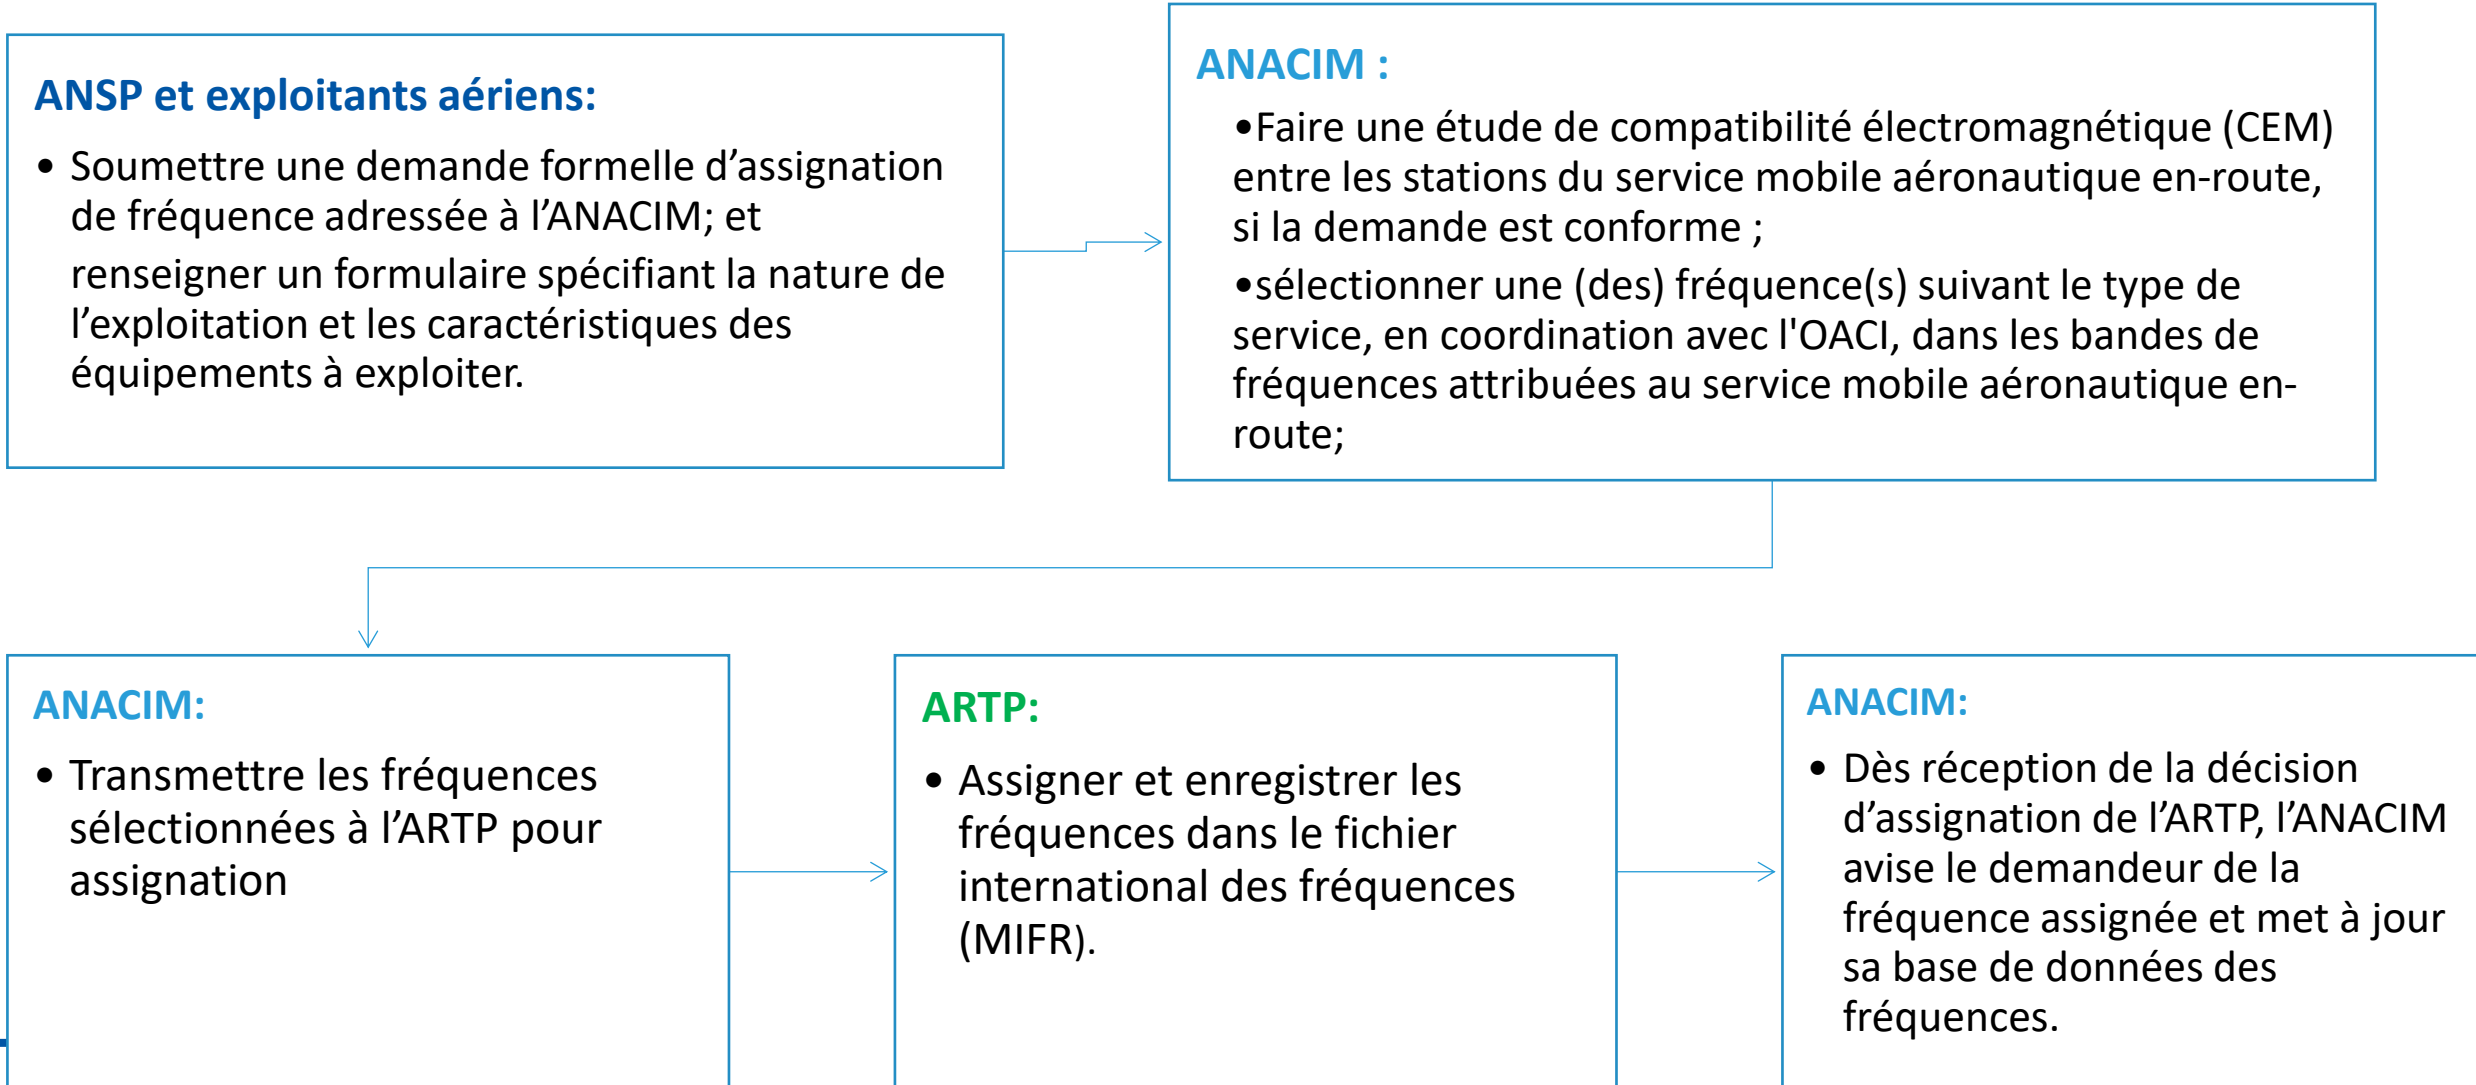 ANSP et exploitants aériens:
• Soumettre une demande formelle d’assignation
de fréquence adressée à l’ANACIM; et
renseigner un formulaire spécifiant la nature de
l’exploitation et les caractéristiques des
équipements à exploiter.
ANACIM :
•Faire une étude de compatibilité électromagnétique (CEM)
entre les stations du service mobile aéronautique en-route,
si la demande est conforme ;
•sélectionner une (des) fréquence(s) suivant le type de
service, en coordination avec l'OACI, dans les bandes de
fréquences attribuées au service mobile aéronautique en-
route;
ANACIM:
• Transmettre les fréquences
sélectionnées à l’ARTP pour
assignation
ARTP:
• Assigner et enregistrer les
fréquences dans le fichier
international des fréquences
(MIFR).
ANACIM:
• Dès réception de la décision
d’assignation de l’ARTP, l’ANACIM
avise le demandeur de la
fréquence assignée et met à jour
sa base de données des
fréquences.